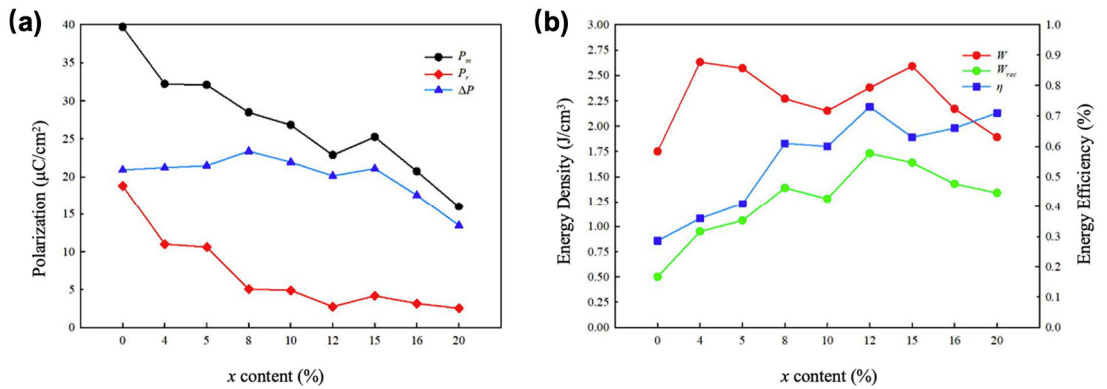 (a)
40
35
30
25
20
15
10
5
0
Polarization (μC/cm²)
Pm
Pr
ΔP
0 4 5 8 10 12 15 16 20
x content (%)
(b)
3.00
2.75
2.50
2.25
2.00
1.75
1.50
1.25
1.00
0.75
0.50
0.25
0.00
Energy Density (J/cm³)
W
Wrec
η
1.0
0.9
0.8
0.7
0.6
0.5
0.4
0.3
0.2
0.1
0.0
Energy Efficiency (%)
0 4 5 8 10 12 15 16 20
x content (%)